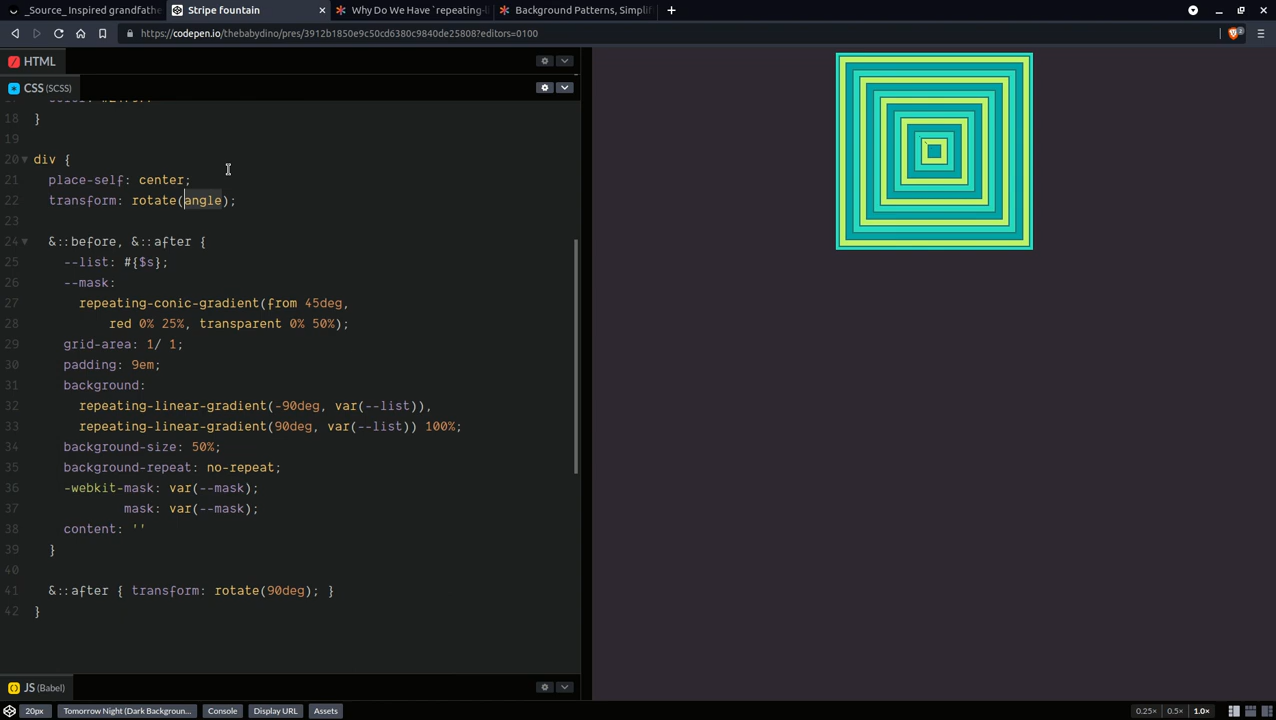 _Source_Inspired grandfathe
Stripe fountain
Why Do We Have `repeating-l
Background Patterns, Simplif
https://codepen.io/thebabydino/pres/3912b1850e9c50cd6380c9840de25808?editors=0100
HTML
CSS (SCSS)
18 }
19
20 div {
21 place-self: center;
22 transform: rotate(angle);
23
24 &::before, &::after {
25 --list: #{$s};
26 --mask:
27 repeating-conic-gradient(from 45deg,
28 red 0% 25%, transparent 0% 50%);
29 grid-area: 1/ 1;
30 padding: 9em;
31 background:
32 repeating-linear-gradient(-90deg, var(--list)),
33 repeating-linear-gradient(90deg, var(--list)) 100%;
34 background-size: 50%;
35 background-repeat: no-repeat;
36 -webkit-mask: var(--mask);
37 mask: var(--mask);
38 content: ''
39 }
40
41 &::after { transform: rotate(90deg); }
42 }
JS (Babel)
20px Tomorrow Night (Dark Backgroun... Console Display URL Assets 0.25× 0.5× 1.0×